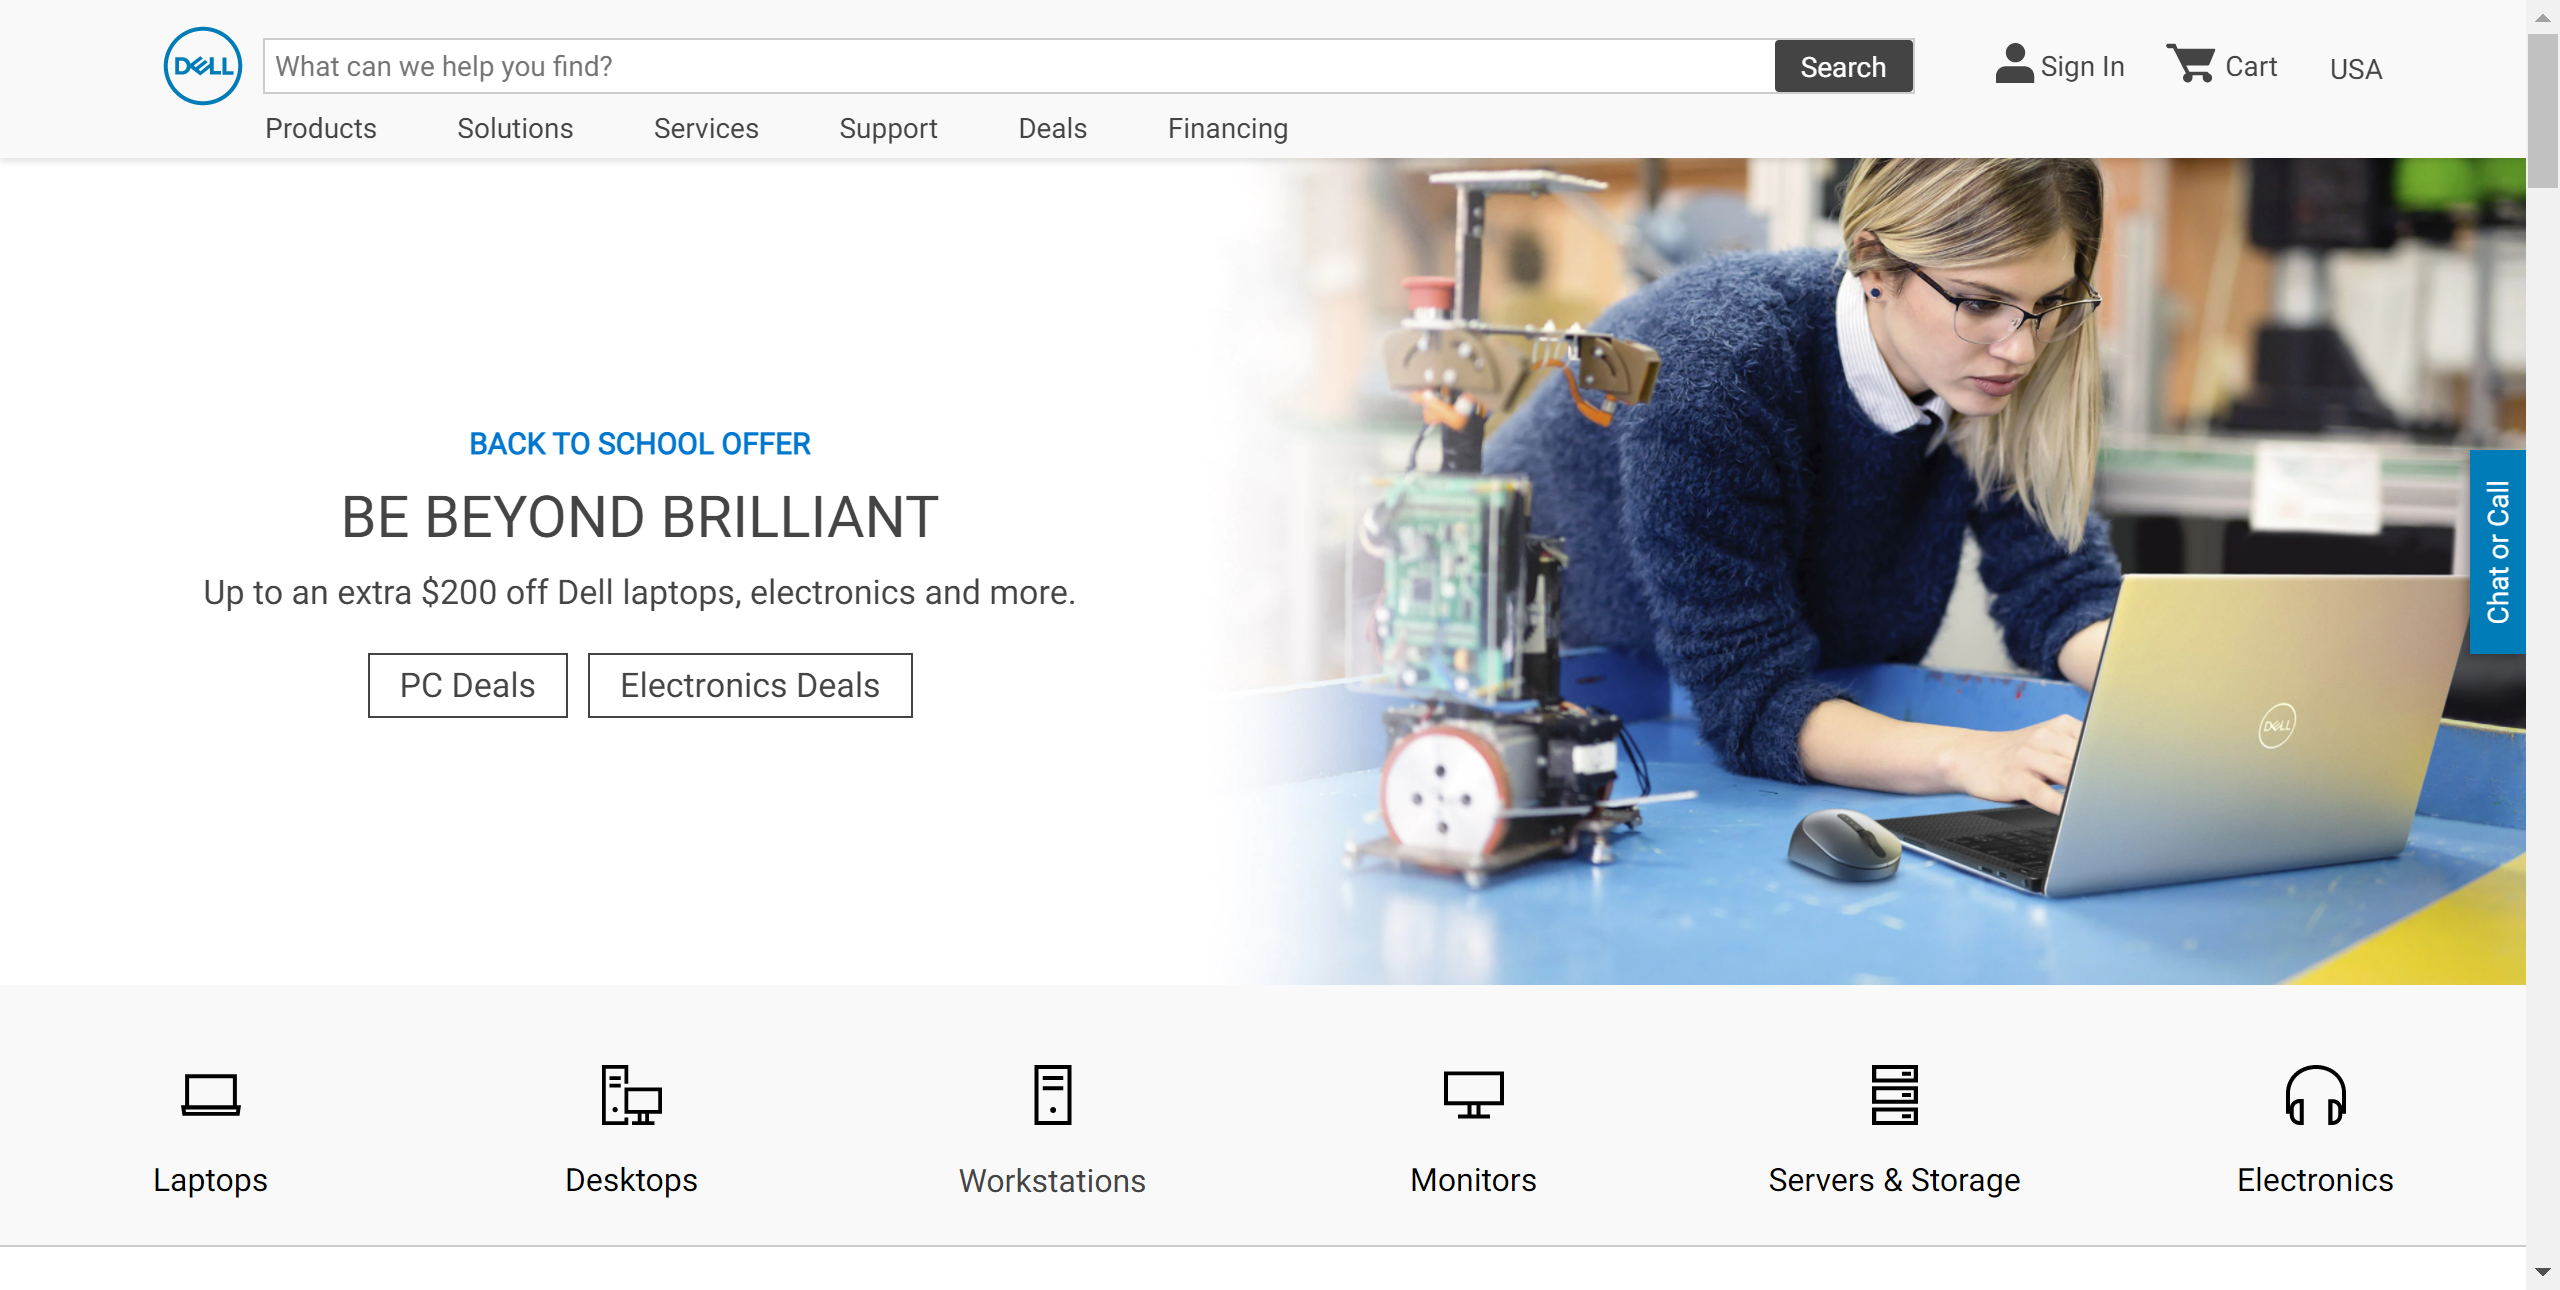 DELL
What can we help you find?
Search
Sign In
Cart
USA
Products
Solutions
Services
Support
Deals
Financing
BACK TO SCHOOL OFFER
BE BEYOND BRILLIANT
Up to an extra $200 off Dell laptops, electronics and more.
PC Deals
Electronics Deals
Chat or Call
DELL
Laptops
Desktops
Workstations
Monitors
Servers & Storage
Electronics